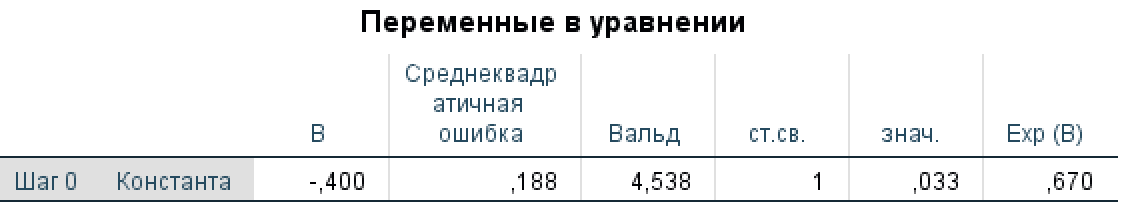 Переменные в уравнении
Среднеквадр
атичная
B ошибка Вальд ст.св. знач. Exp (B)
Шаг 0 Константа -,400 ,188 4,538 1 ,033 ,670